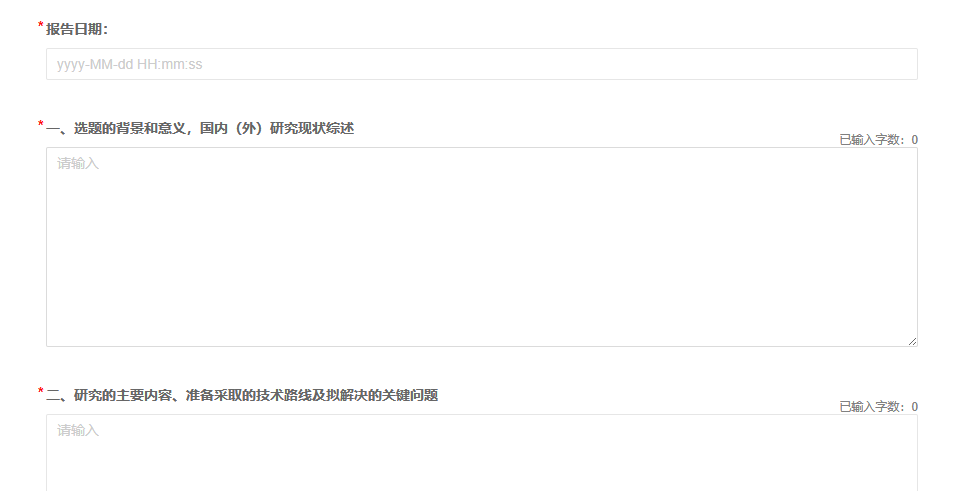 *报告日期:
yyyy-MM-dd HH:mm:ss
*一、选题的背景和意义，国内（外）研究现状综述
已输入字数：0
请输入
*二、研究的主要内容、准备采取的技术路线及拟解决的关键问题
已输入字数：0
请输入